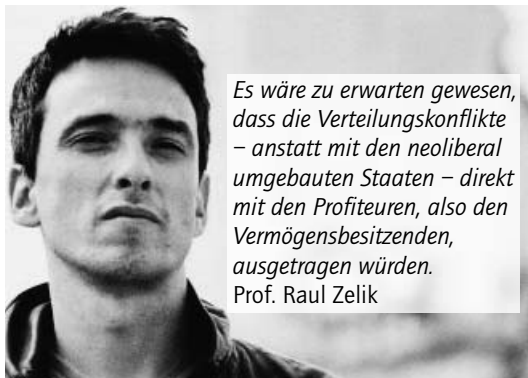 Es wäre zu erwarten gewesen,
dass die Verteilungskonflikte
– anstatt mit den neoliberal
umgebauten Staaten – direkt
mit den Profiteuren, also den
Vermögensbesitzenden,
ausgetragen würden.
Prof. Raul Zelik